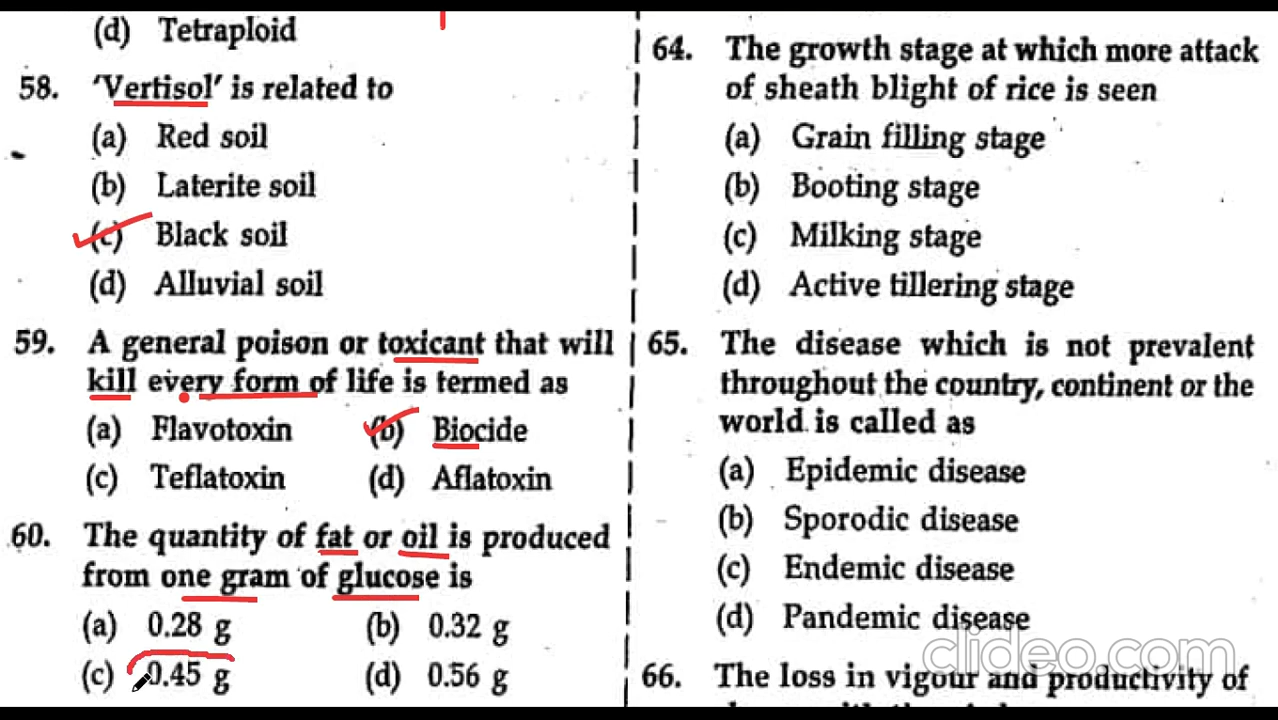 (d) Tetraploid
58. 'Vertisol' is related to
(a) Red soil
(b) Laterite soil
(c) Black soil
(d) Alluvial soil
59. A general poison or toxicant that will
kill every form of life is termed as
(a) Flavotoxin (b) Biocide
(c) Teflatoxin (d) Aflatoxin
60. The quantity of fat or oil is produced
from one gram of glucose is
(a) 0.28 g (b) 0.32 g
(c) 0.45 g (d) 0.56 g
64. The growth stage at which more attack
of sheath blight of rice is seen
(a) Grain filling stage
(b) Booting stage
(c) Milking stage
(d) Active tillering stage
65. The disease which is not prevalent
throughout the country, continent or the
world is called as
(a) Epidemic disease
(b) Sporodic disease
(c) Endemic disease
(d) Pandemic disease
clideo.com
66. The loss in vigour and productivity of